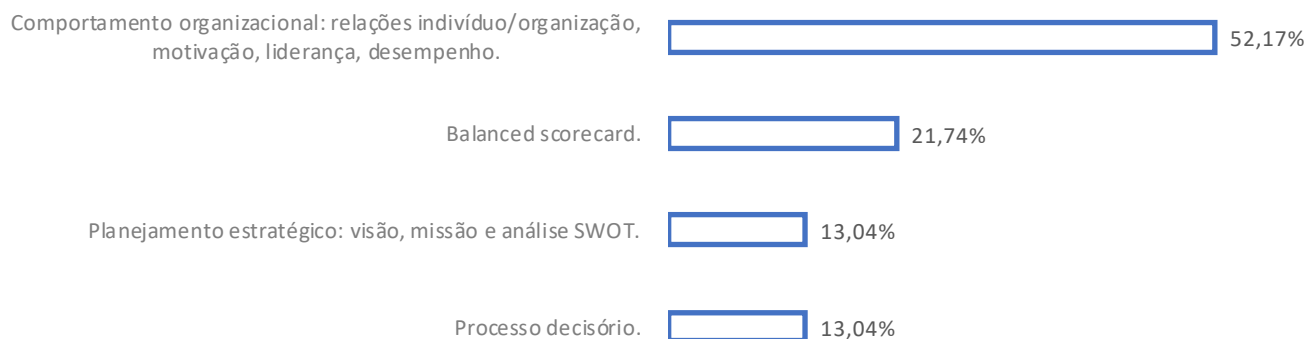 Comportamento organizacional: relações indivíduo/organização,
motivação, liderança, desempenho.
52,17%
Balanced scorecard.
21,74%
Planejamento estratégico: visão, missão e análise SWOT.
13,04%
Processo decisório.
13,04%